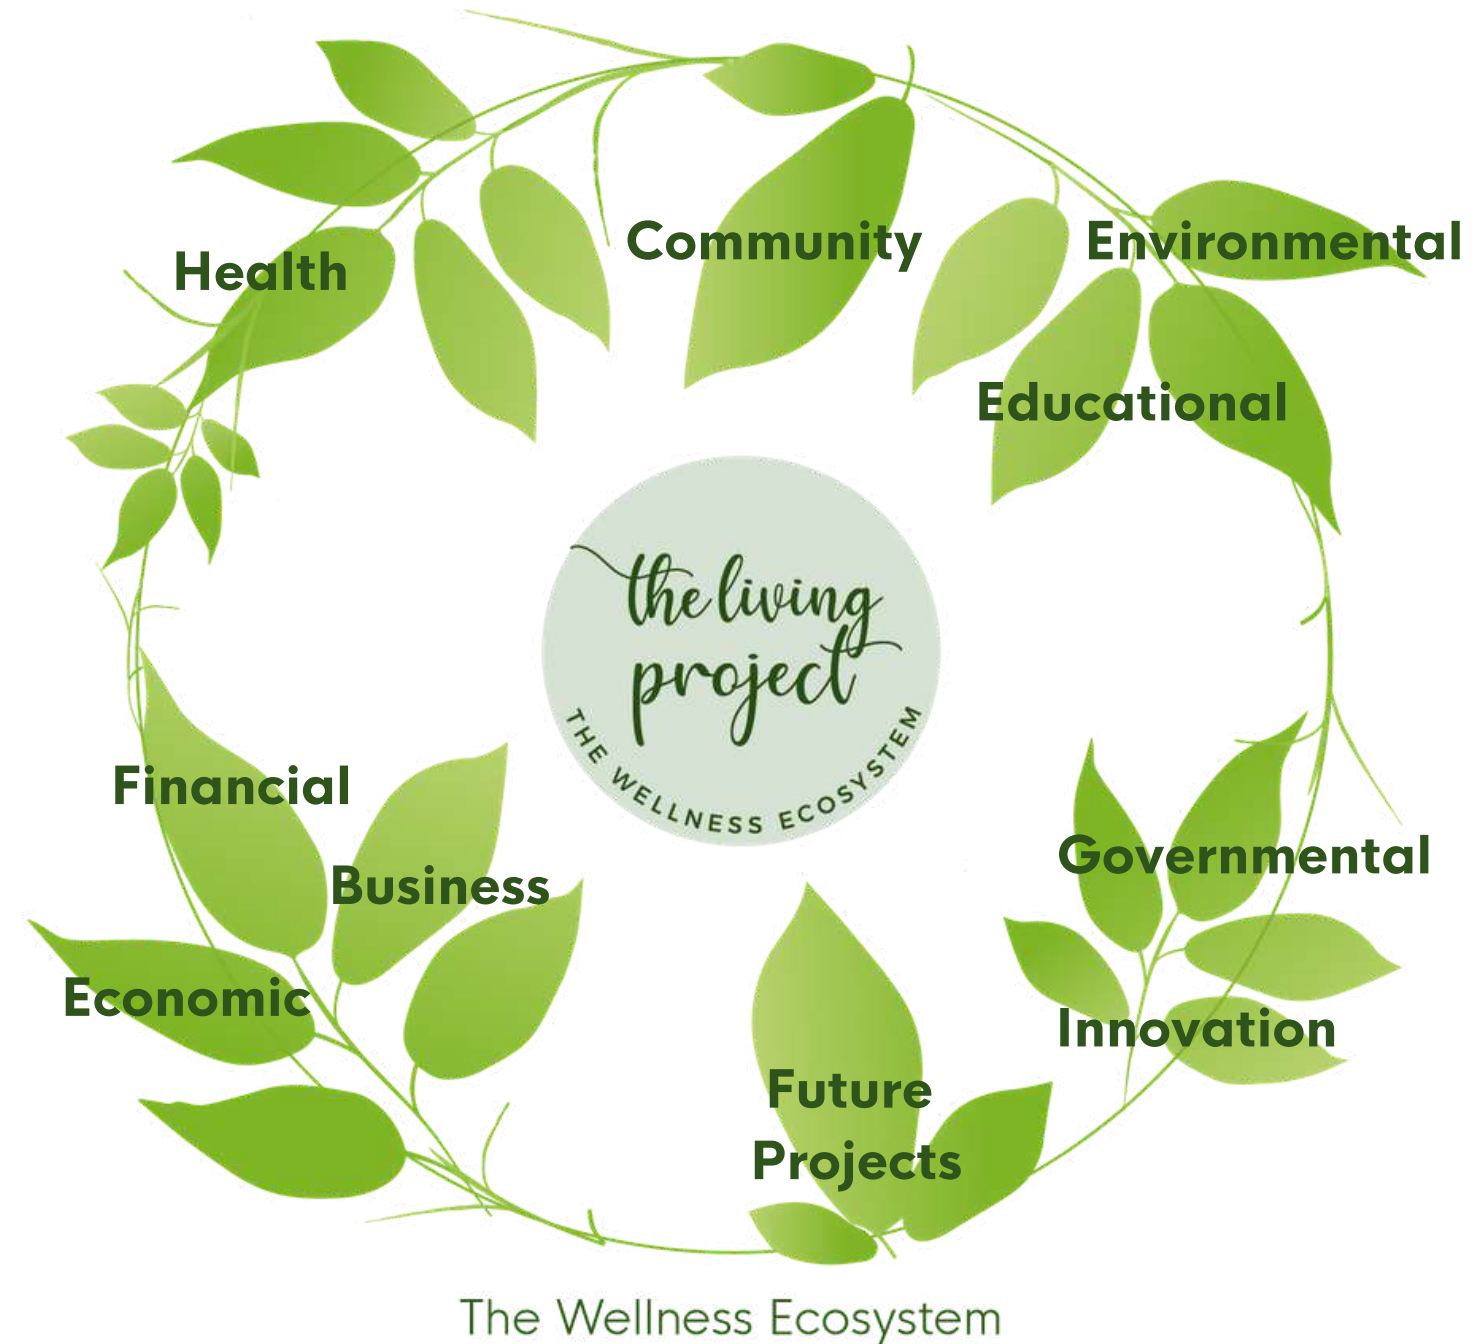 Community
Environmental
Health
Educational
the living
project
THE WELLNESS ECOSYSTEM
Financial
Governmental
Business
Economic
Innovation
Future
Projects
The Wellness Ecosystem